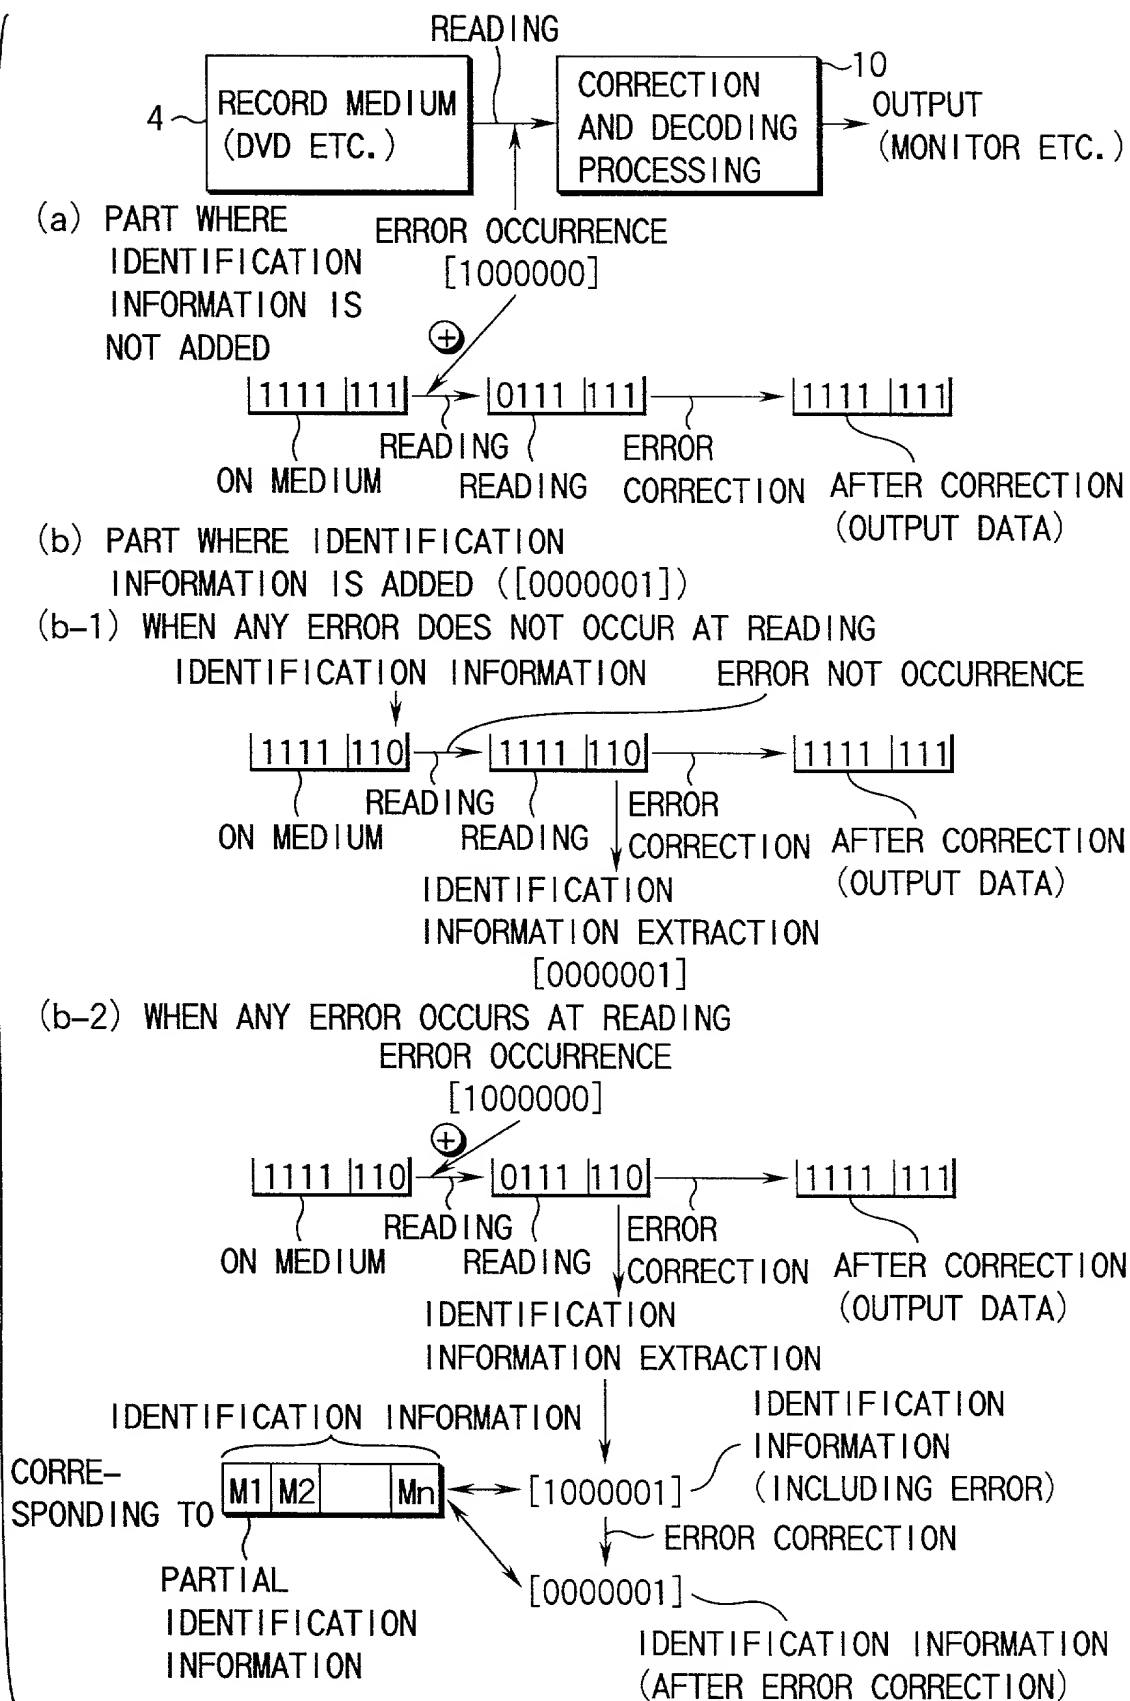 READING
4
RECORD MEDIUM
(DVD ETC.)
CORRECTION
AND DECODING
PROCESSING
10
OUTPUT
(MONITOR ETC.)
(a) PART WHERE
IDENTIFICATION
INFORMATION IS
NOT ADDED
ERROR OCCURRENCE
[1000000]
+
1111 111
0111 111
1111 111
READING
ON MEDIUM
READING
ERROR
CORRECTION
AFTER CORRECTION
(OUTPUT DATA)
(b) PART WHERE IDENTIFICATION
INFORMATION IS ADDED ([0000001])
(b-1) WHEN ANY ERROR DOES NOT OCCUR AT READING
IDENTIFICATION INFORMATION
ERROR NOT OCCURRENCE
1111 110
1111 110
1111 111
READING
ON MEDIUM
READING
ERROR
CORRECTION
AFTER CORRECTION
(OUTPUT DATA)
IDENTIFICATION
INFORMATION EXTRACTION
[0000001]
(b-2) WHEN ANY ERROR OCCURS AT READING
ERROR OCCURRENCE
[1000000]
+
1111 110
0111 110
1111 111
READING
ON MEDIUM
READING
ERROR
CORRECTION
AFTER CORRECTION
(OUTPUT DATA)
IDENTIFICATION
INFORMATION EXTRACTION
IDENTIFICATION INFORMATION
CORRE-
SPONDING TO
M1 M2 Mn
[1000001]
IDENTIFICATION
INFORMATION
(INCLUDING ERROR)
ERROR CORRECTION
PARTIAL
IDENTIFICATION
INFORMATION
[0000001]
IDENTIFICATION INFORMATION
(AFTER ERROR CORRECTION)